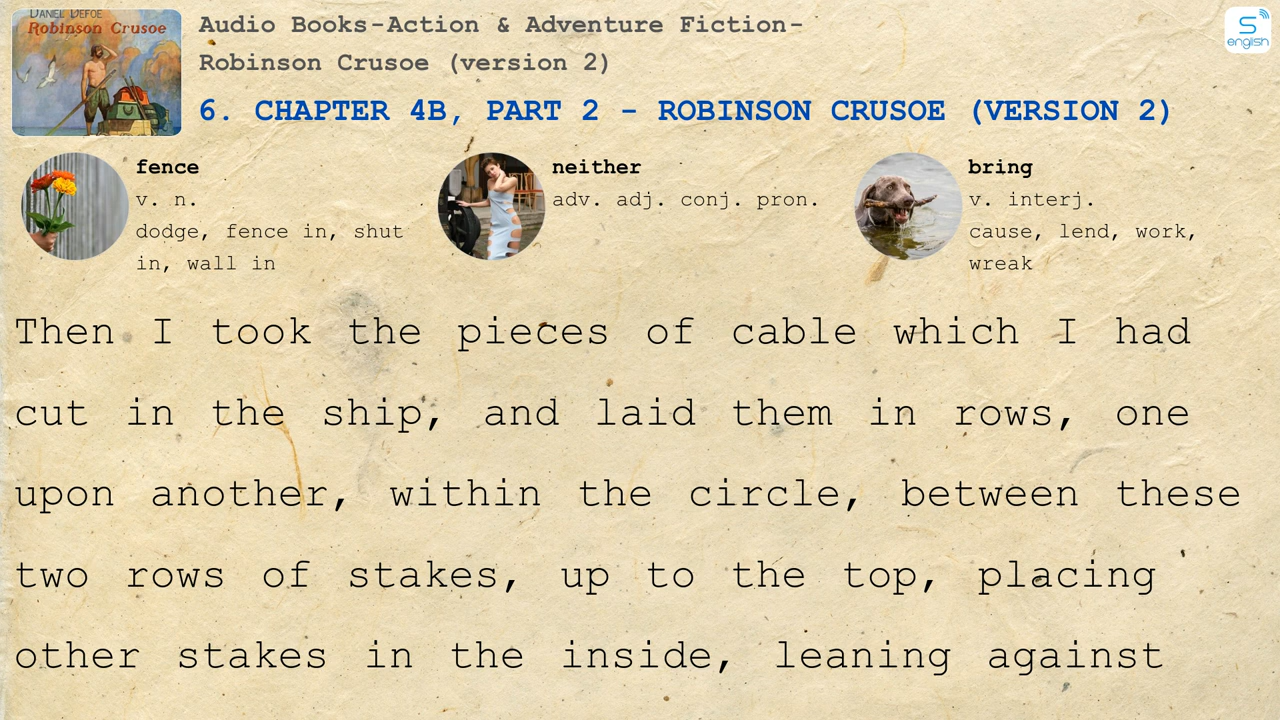 DANIEL DEFOE
Robinson Crusoe
Audio Books-Action & Adventure Fiction-
Robinson Crusoe (version 2)
S
english
6. CHAPTER 4B, PART 2 - ROBINSON CRUSOE (VERSION 2)
fence
v. n.
dodge, fence in, shut
in, wall in
neither
adv. adj. conj. pron.
bring
v. interj.
cause, lend, work,
wreak
Then I took the pieces of cable which I had
cut in the ship, and laid them in rows, one
upon another, within the circle, between these
two rows of stakes, up to the top, placing
other stakes in the inside, leaning against